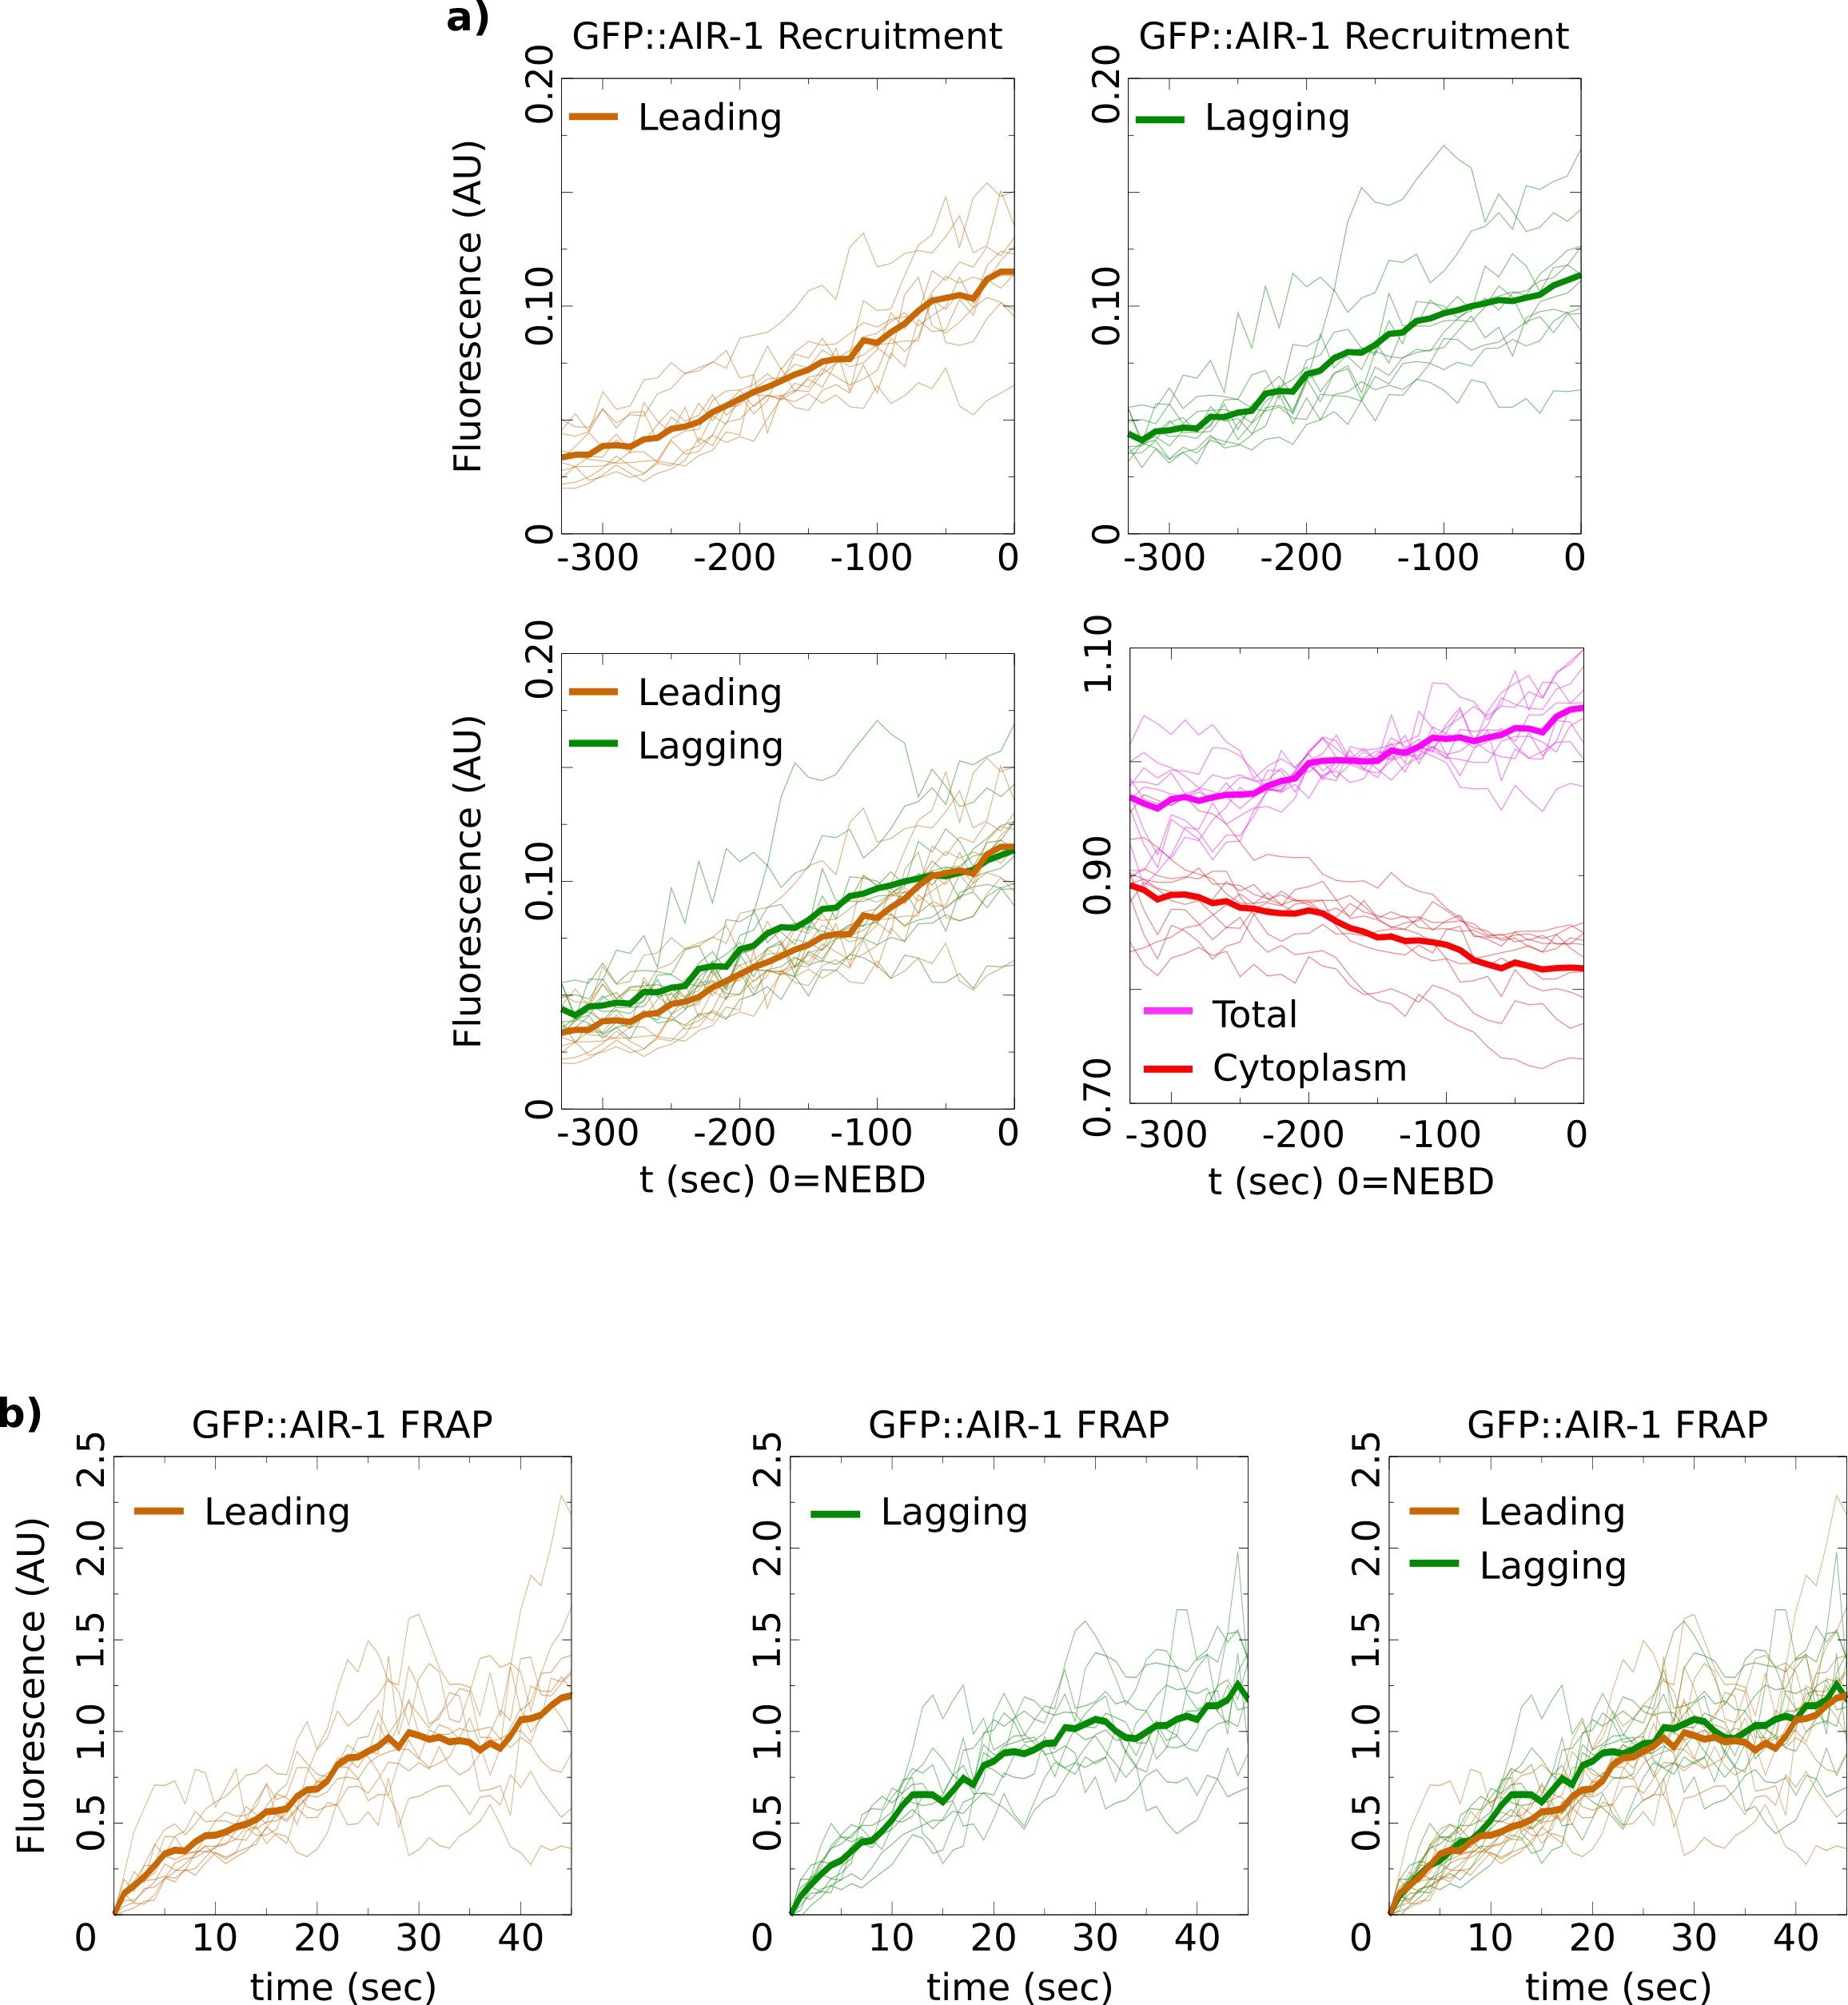 a)
GFP::AIR-1 Recruitment
Fluorescence (AU)
0.20
0.10
0
Leading
-300 -200 -100 0
GFP::AIR-1 Recruitment
0.20
0.10
0
Lagging
-300 -200 -100 0
Fluorescence (AU)
0.20
0.10
0
Leading
Lagging
-300 -200 -100 0
t (sec) 0=NEBD
1.10
0.90
0.70
Total
Cytoplasm
-300 -200 -100 0
t (sec) 0=NEBD
b)
GFP::AIR-1 FRAP
Fluorescence (AU)
2.5
2.0
1.5
1.0
0.5
Leading
0 10 20 30 40
time (sec)
GFP::AIR-1 FRAP
2.5
2.0
1.5
1.0
0.5
Lagging
0 10 20 30 40
time (sec)
GFP::AIR-1 FRAP
2.5
2.0
1.5
1.0
0.5
Leading
Lagging
0 10 20 30 40
time (sec)